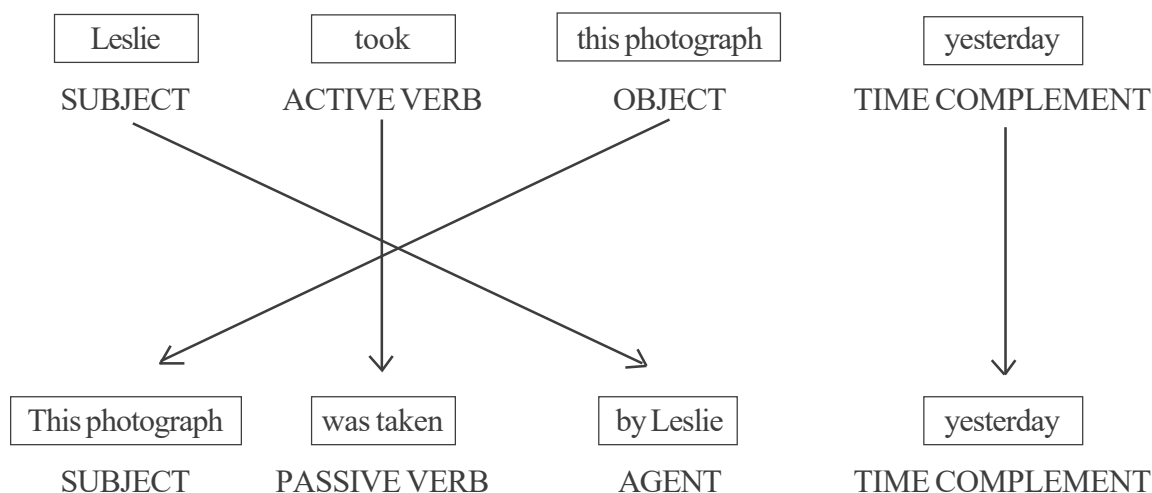 Leslie took this photograph yesterday
SUBJECT ACTIVE VERB OBJECT TIME COMPLEMENT
This photograph was taken by Leslie yesterday
SUBJECT PASSIVE VERB AGENT TIME COMPLEMENT